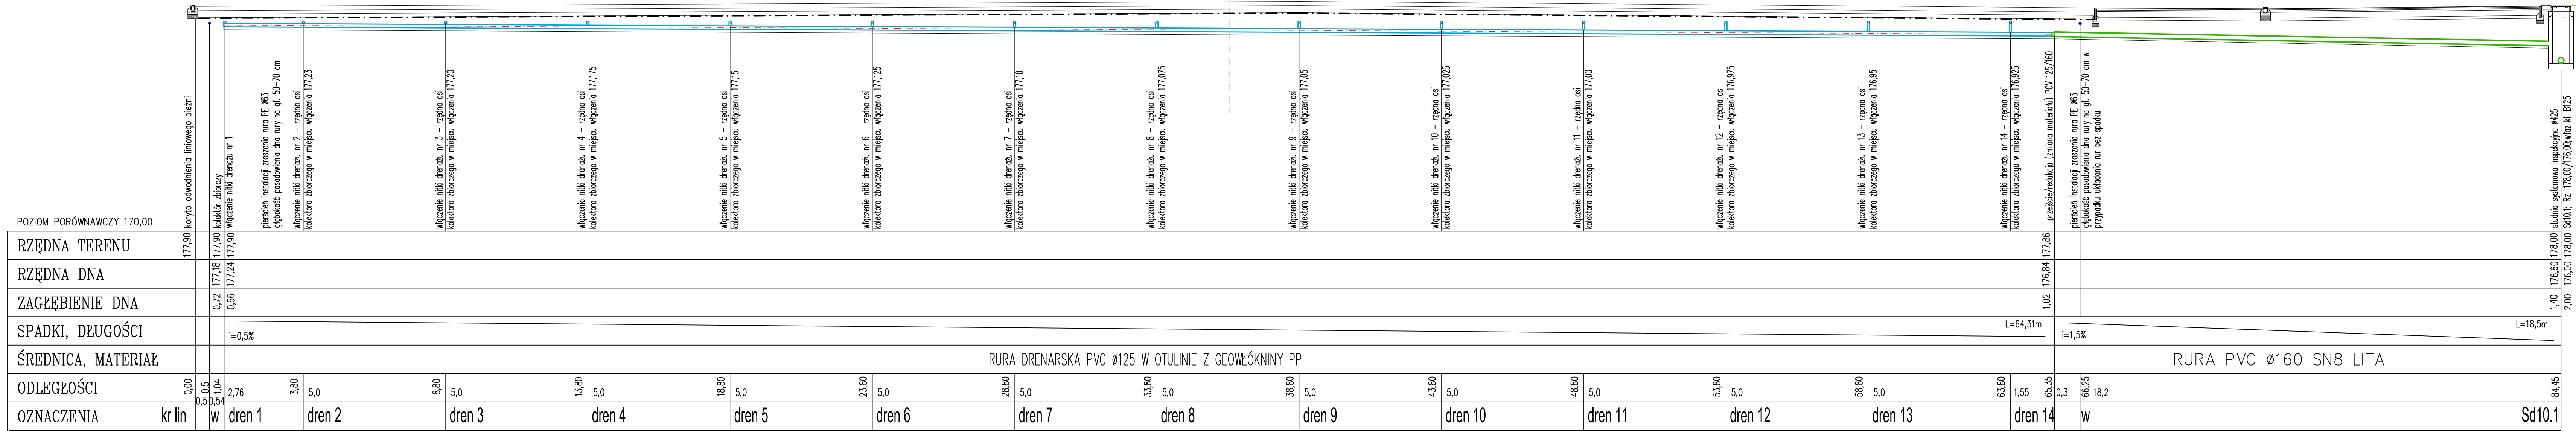 POZIOM PORÓWNAWCZY 170,00
koryto odwodnienia liniowego bieżni
kolektór zbiorczy
włączenie nitki drenażu nr 1
pierścień instalacji zraszania rura PE ø63
głębokość posadowienia dna rury na gł. 50-70 cm
włączenie nitki drenażu nr 2 - rzędna osi
kolektora zbiorczego w miejscu włączenia 177,23
włączenie nitki drenażu nr 3 - rzędna osi
kolektora zbiorczego w miejscu włączenia 177,20
włączenie nitki drenażu nr 4 - rzędna osi
kolektora zbiorczego w miejscu włączenia 177,175
włączenie nitki drenażu nr 5 - rzędna osi
kolektora zbiorczego w miejscu włączenia 177,15
włączenie nitki drenażu nr 6 - rzędna osi
kolektora zbiorczego w miejscu włączenia 177,125
włączenie nitki drenażu nr 7 - rzędna osi
kolektora zbiorczego w miejscu włączenia 177,10
włączenie nitki drenażu nr 8 - rzędna osi
kolektora zbiorczego w miejscu włączenia 177,075
włączenie nitki drenażu nr 9 - rzędna osi
kolektora zbiorczego w miejscu włączenia 177,05
włączenie nitki drenażu nr 10 - rzędna osi
kolektora zbiorczego w miejscu włączenia 177,025
włączenie nitki drenażu nr 11 - rzędna osi
kolektora zbiorczego w miejscu włączenia 177,00
włączenie nitki drenażu nr 12 - rzędna osi
kolektora zbiorczego w miejscu włączenia 176,975
włączenie nitki drenażu nr 13 - rzędna osi
kolektora zbiorczego w miejscu włączenia 176,95
włączenie nitki drenażu nr 14 - rzędna osi
kolektora zbiorczego w miejscu włączenia 176,925
przejście/redukcja (zmiana materiału) PCV 125/160
pierścień instalacji zraszania rura PE ø63
głębokość posadowienia dna rury na gł. 50-70 cm w
przypadku układania rur bez spadku
studnia systemowa inspekcyjna ø425
Sd10.1; Rz. 178,00/176,00;właz kl. B125
RZĘDNA TERENU 177,90 177,90 177,90 177,86 178,00 178,00
RZĘDNA DNA 177,18 177,24 176,84 176,60 176,00
ZAGŁĘBIENIE DNA 0,72 0,66 1,02 1,40 2,00
SPADKI, DŁUGOŚCI i=0,5% L=64,31m i=1,5% L=18,5m
ŚREDNICA, MATERIAŁ RURA DRENARSKA PVC ø125 W OTULINIE Z GEOWŁÓKNINY PP RURA PVC ø160 SN8 LITA
ODLEGŁOŚCI 0,00 0,5 0,5 0,54 1,04 2,76 3,80 5,0 8,80 5,0 13,80 5,0 18,80 5,0 23,80 5,0 28,80 5,0 33,80 5,0 38,80 5,0 43,80 5,0 48,80 5,0 53,80 5,0 58,80 5,0 63,80 1,55 65,35 0,3 66,25 18,2 84,45
OZNACZENIA kr lin w dren 1 dren 2 dren 3 dren 4 dren 5 dren 6 dren 7 dren 8 dren 9 dren 10 dren 11 dren 12 dren 13 dren 14 w Sd10.1